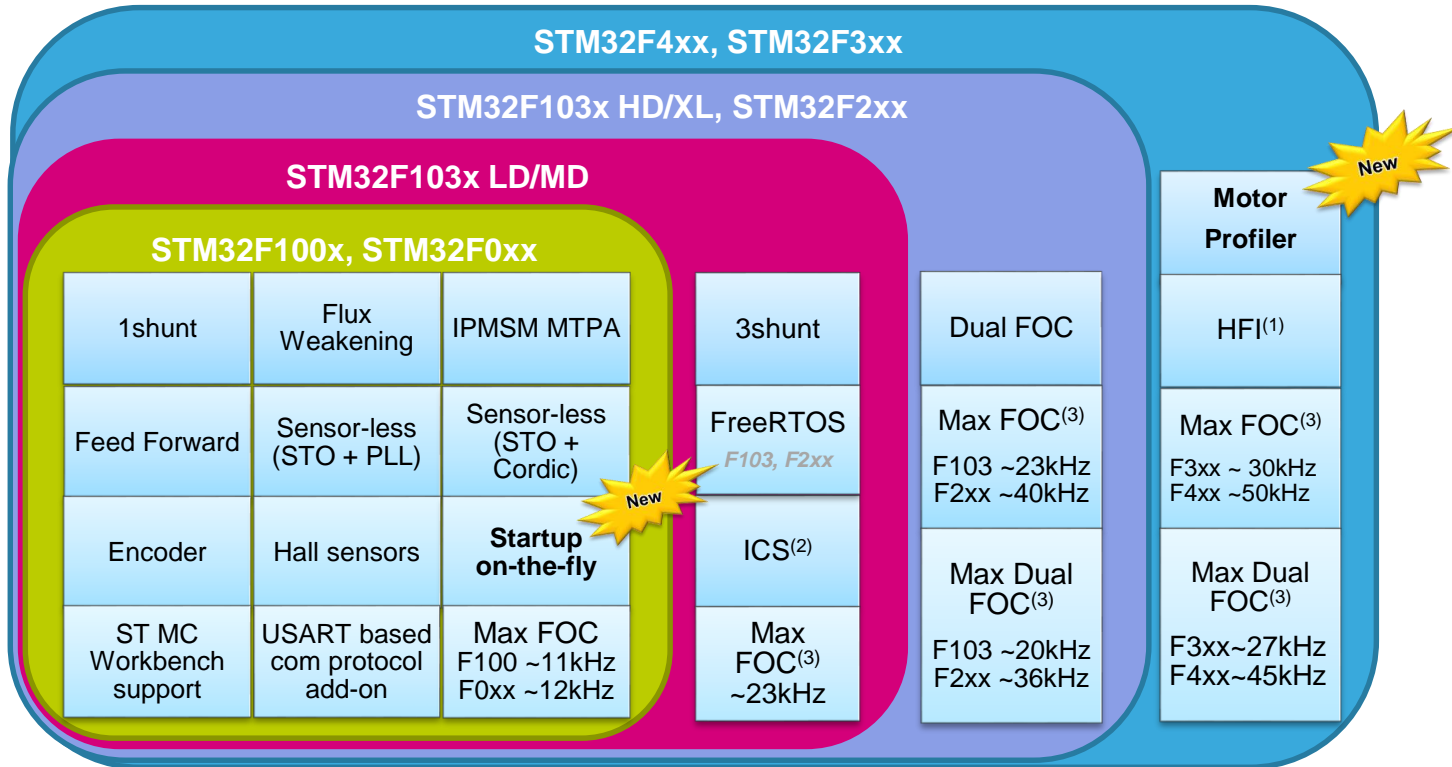 STM32F4xx, STM32F3xx
STM32F103x HD/XL, STM32F2xx
STM32F103x LD/MD
STM32F100x, STM32F0xx
1shunt
Flux
Weakening
IPMSM MTPA
Feed Forward
Sensor-less
(STO + PLL)
Sensor-less
(STO +
Cordic)
Encoder
Hall sensors
New
Startup
on-the-fly
ST MC
Workbench
support
USART based
com protocol
add-on
Max FOC
F100 ~11kHz
F0xx ~12kHz
3shunt
FreeRTOS
F103, F2xx
ICS(2)
Max
FOC(3)
~23kHz
Dual FOC
Max FOC(3)
F103 ~23kHz
F2xx ~40kHz
Max Dual
FOC(3)
F103 ~20kHz
F2xx ~36kHz
New
Motor
Profiler
HFI(1)
Max FOC(3)
F3xx ~ 30kHz
F4xx ~50kHz
Max Dual
FOC(3)
F3xx~27kHz
F4xx~45kHz